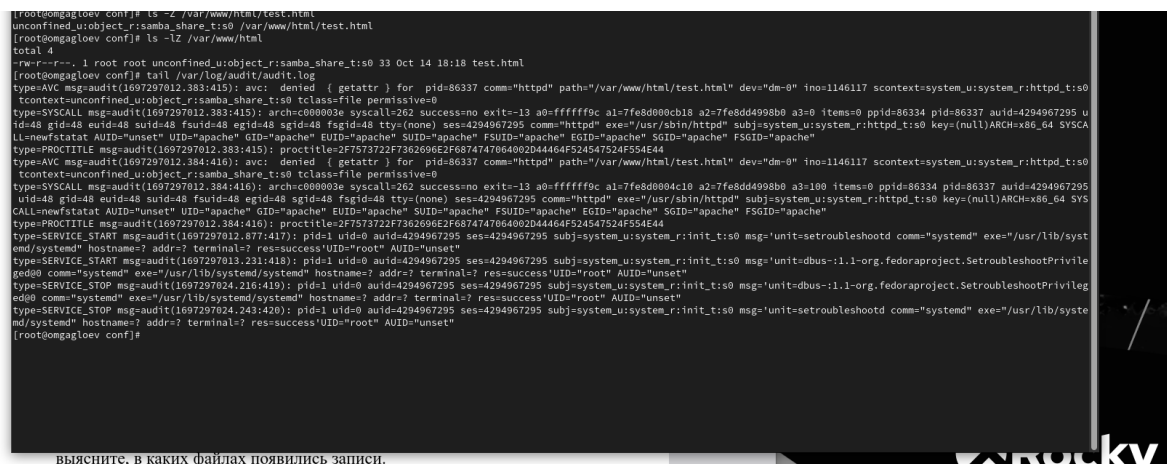 [root@omgagloev conf]# ls -Z /var/www/html/test.html
unconfined_u:object_r:samba_share_t:s0 /var/www/html/test.html
[root@omgagloev conf]# ls -lZ /var/www/html
total 4
-rw-r--r--. 1 root root unconfined_u:object_r:samba_share_t:s0 33 Oct 14 18:18 test.html
[root@omgagloev conf]# tail /var/log/audit/audit.log
type=AVC msg=audit(1697297012.383:415): avc:  denied  { getattr } for  pid=86337 comm="httpd" path="/var/www/html/test.html" dev="dm-0" ino=1146117 scontext=system_u:system_r:httpd_t:s0
 tcontext=unconfined_u:object_r:samba_share_t:s0 tclass=file permissive=0
type=SYSCALL msg=audit(1697297012.383:415): arch=c000003e syscall=262 success=no exit=-13 a0=ffffff9c a1=7fe8d000cb18 a2=7fe8dd4998b0 a3=0 items=0 ppid=86334 pid=86337 auid=4294967295 u
id=48 gid=48 euid=48 suid=48 fsuid=48 egid=48 sgid=48 fsgid=48 tty=(none) ses=4294967295 comm="httpd" exe="/usr/sbin/httpd" subj=system_u:system_r:httpd_t:s0 key=(null)ARCH=x86_64 SYSCA
LL=newfstatat AUID="unset" UID="apache" GID="apache" EUID="apache" SUID="apache" FSUID="apache" EGID="apache" SGID="apache" FSGID="apache"
type=PROCTITLE msg=audit(1697297012.383:415): proctitle=2F7573722F7362696E2F6874747064002D44464F524547524F554E44
type=AVC msg=audit(1697297012.384:416): avc:  denied  { getattr } for  pid=86337 comm="httpd" path="/var/www/html/test.html" dev="dm-0" ino=1146117 scontext=system_u:system_r:httpd_t:s0
 tcontext=unconfined_u:object_r:samba_share_t:s0 tclass=file permissive=0
type=SYSCALL msg=audit(1697297012.384:416): arch=c000003e syscall=262 success=no exit=-13 a0=ffffff9c a1=7fe8d0004c10 a2=7fe8dd4998b0 a3=100 items=0 ppid=86334 pid=86337 auid=4294967295
 uid=48 gid=48 euid=48 suid=48 fsuid=48 egid=48 sgid=48 fsgid=48 tty=(none) ses=4294967295 comm="httpd" exe="/usr/sbin/httpd" subj=system_u:system_r:httpd_t:s0 key=(null)ARCH=x86_64 SYS
CALL=newfstatat AUID="unset" UID="apache" GID="apache" EUID="apache" SUID="apache" FSUID="apache" EGID="apache" SGID="apache" FSGID="apache"
type=PROCTITLE msg=audit(1697297012.384:416): proctitle=2F7573722F7362696E2F6874747064002D44464F524547524F554E44
type=SERVICE_START msg=audit(1697297012.877:417): pid=1 uid=0 auid=4294967295 ses=4294967295 subj=system_u:system_r:init_t:s0 msg='unit=setroubleshootd comm="systemd" exe="/usr/lib/syst
emd/systemd" hostname=? addr=? terminal=? res=success'UID="root" AUID="unset"
type=SERVICE_START msg=audit(1697297013.231:418): pid=1 uid=0 auid=4294967295 ses=4294967295 subj=system_u:system_r:init_t:s0 msg='unit=dbus-:1.1-org.fedoraproject.SetroubleshootPrivile
ged@0 comm="systemd" exe="/usr/lib/systemd/systemd" hostname=? addr=? terminal=? res=success'UID="root" AUID="unset"
type=SERVICE_STOP msg=audit(1697297024.216:419): pid=1 uid=0 auid=4294967295 ses=4294967295 subj=system_u:system_r:init_t:s0 msg='unit=dbus-:1.1-org.fedoraproject.SetroubleshootPrivileg
ed@0 comm="systemd" exe="/usr/lib/systemd/systemd" hostname=? addr=? terminal=? res=success'UID="root" AUID="unset"
type=SERVICE_STOP msg=audit(1697297024.243:420): pid=1 uid=0 auid=4294967295 ses=4294967295 subj=system_u:system_r:init_t:s0 msg='unit=setroubleshootd comm="systemd" exe="/usr/lib/syste
md/systemd" hostname=? addr=? terminal=? res=success'UID="root" AUID="unset"
[root@omgagloev conf]#
выясните, в каких файлах появились записи.
Rocky